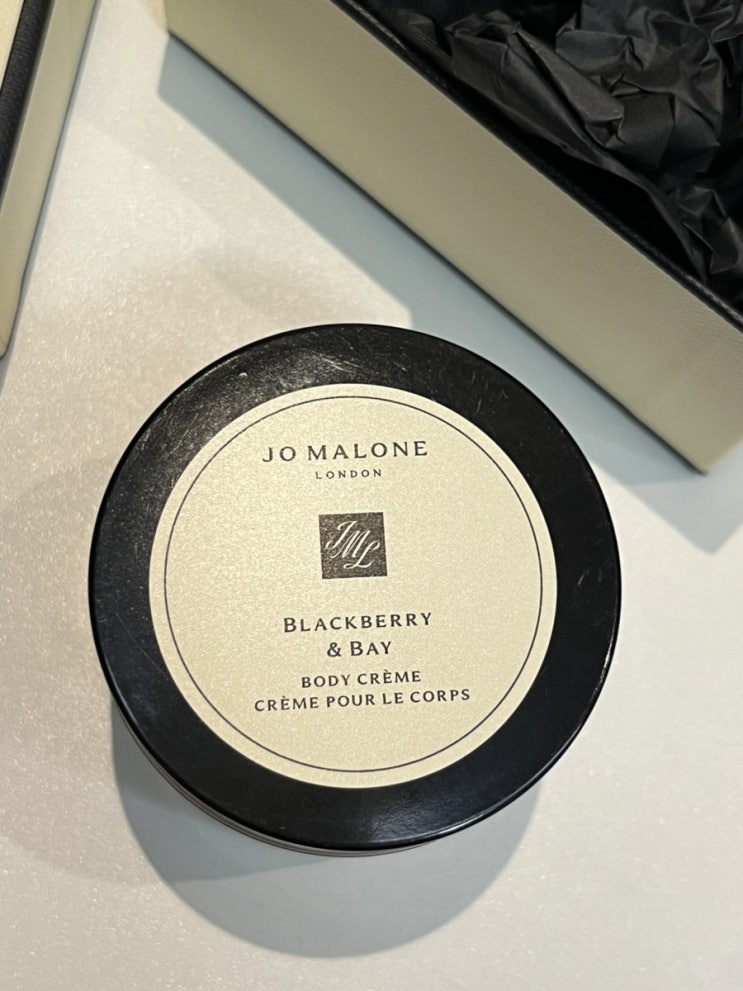 JO MALONE
LONDON
JML
BLACKBERRY
& BAY
BODY CRÈME
CRÈME POUR LE CORPS